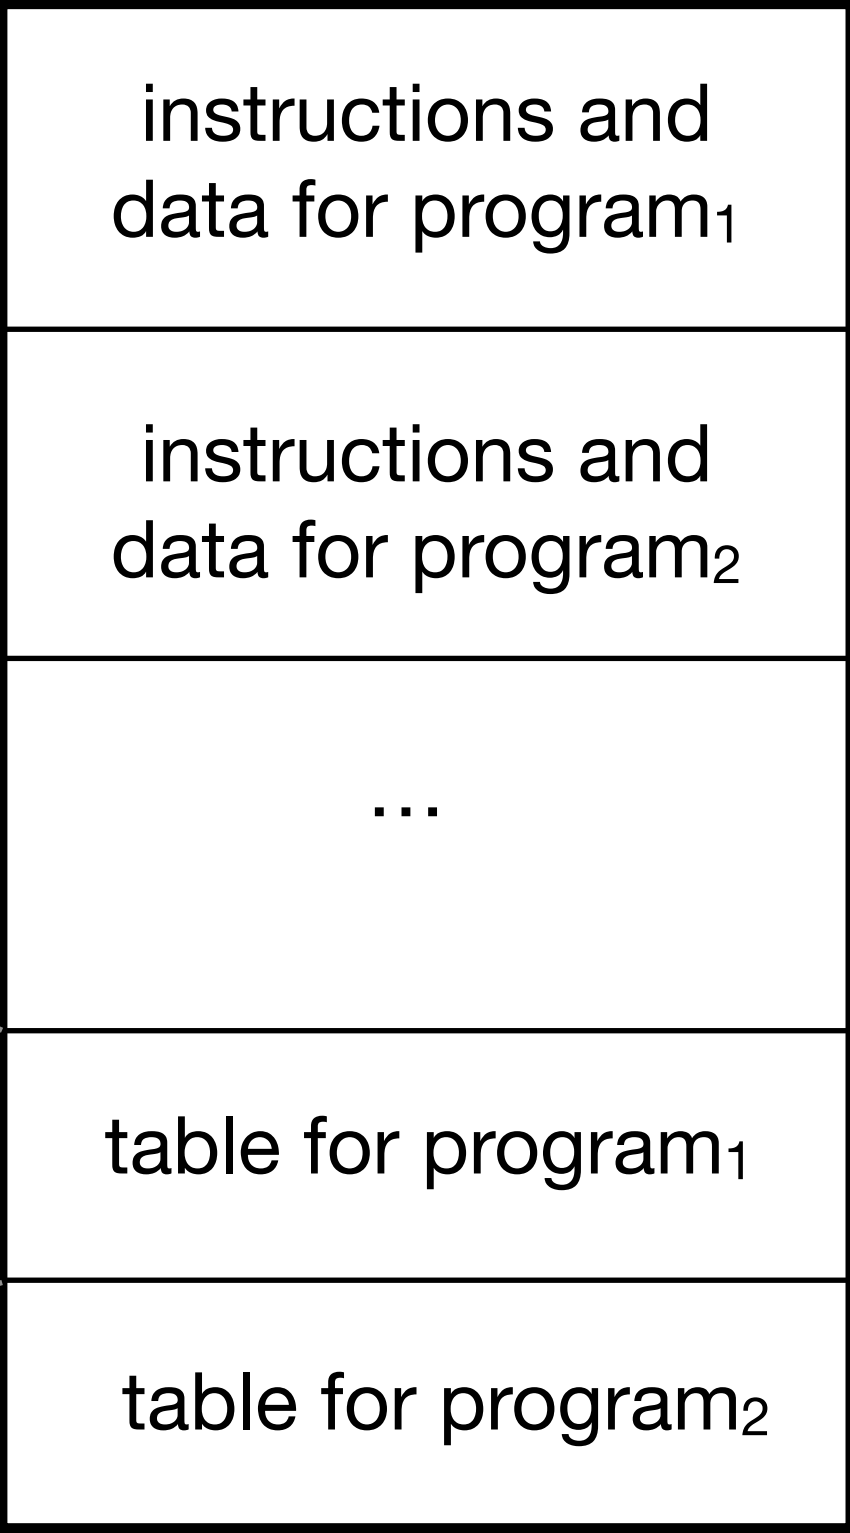 instructions and
data for program₁
instructions and
data for program₂
...
table for program₁
table for program₂